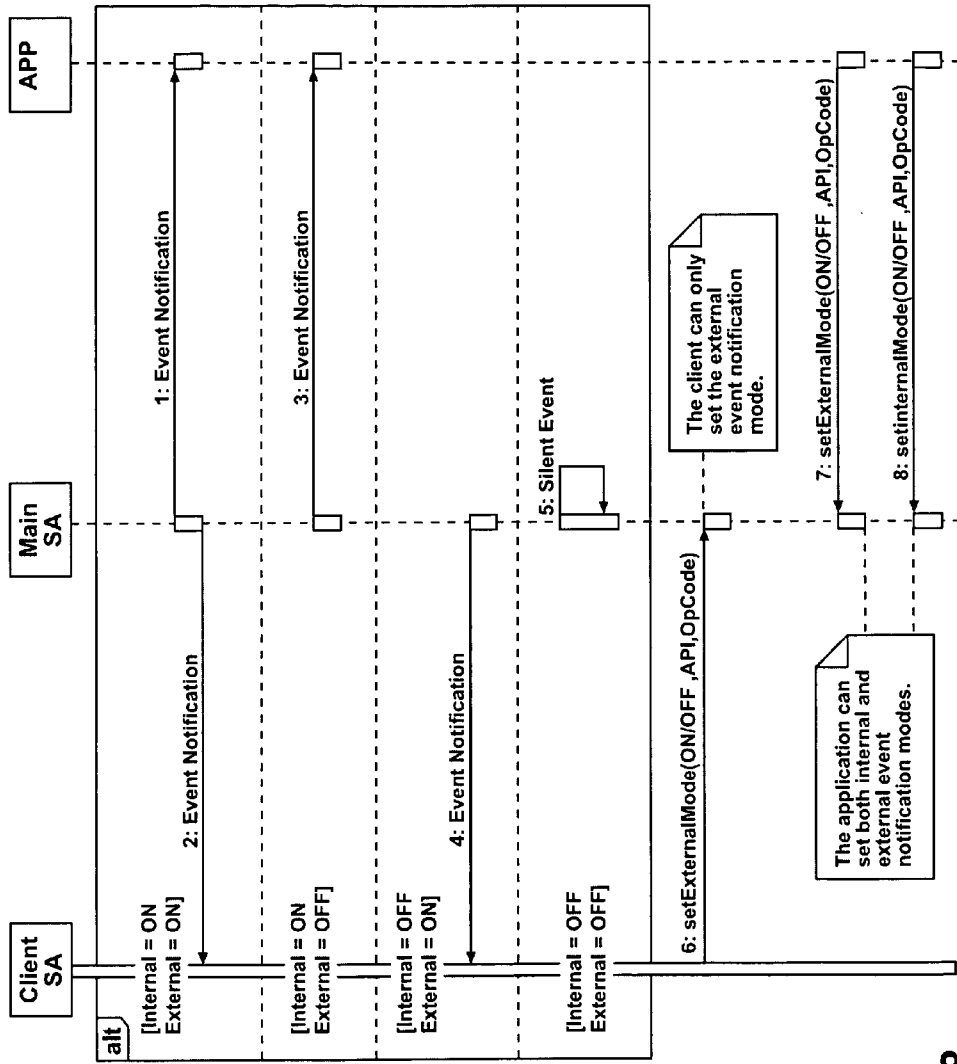 Client
SA
Main
SA
APP
alt
[Internal = ON
External = ON]
1: Event Notification
2: Event Notification
[Internal = ON
External = OFF]
3: Event Notification
[Internal = OFF
External = ON]
4: Event Notification
[Internal = OFF
External = OFF]
5: Silent Event
6: setExternalMode(ON/OFF ,API,OpCode)
The client can only
set the external
event notification
mode.
7: setExternalMode(ON/OFF ,API,OpCode)
8: setinternalMode(ON/OFF ,API,OpCode)
The application can
set both internal and
external event
notification modes.